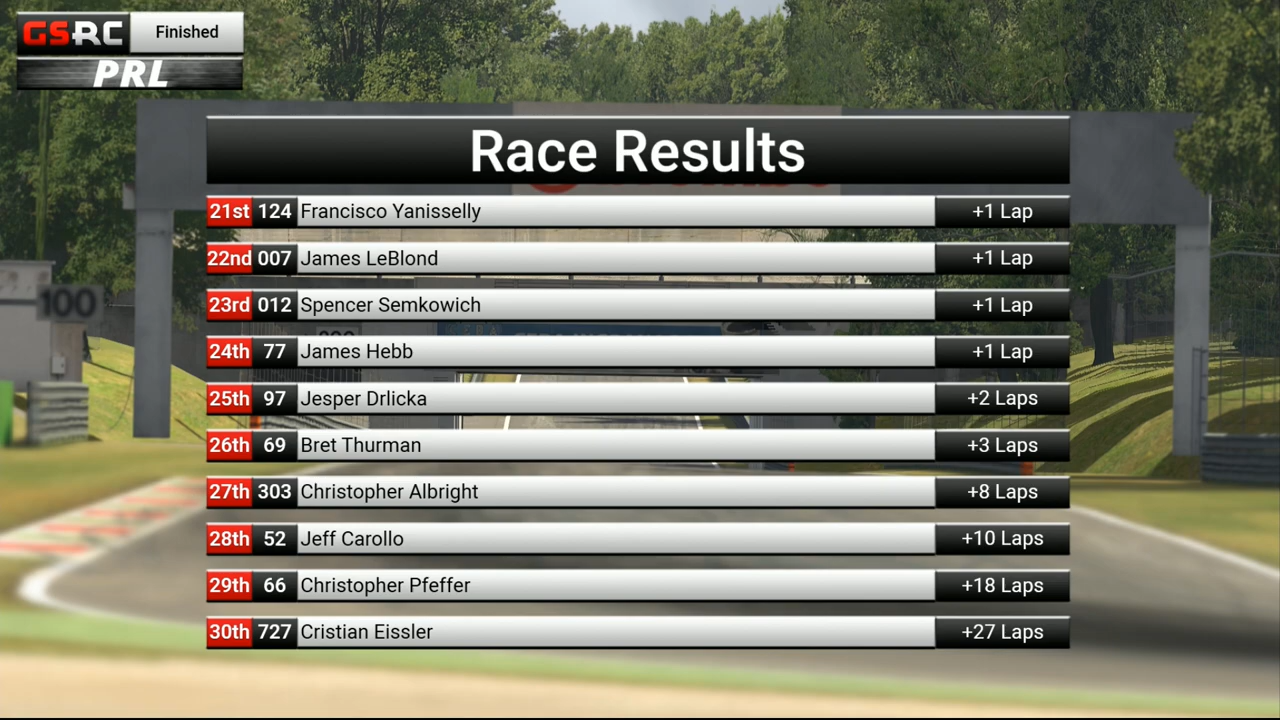 GSRC Finished
PRL
Race Results
21st 124 Francisco Yanisselly +1 Lap
22nd 007 James LeBlond +1 Lap
23rd 012 Spencer Semkowich +1 Lap
24th 77 James Hebb +1 Lap
25th 97 Jesper Drlicka +2 Laps
26th 69 Bret Thurman +3 Laps
27th 303 Christopher Albright +8 Laps
28th 52 Jeff Carollo +10 Laps
29th 66 Christopher Pfeffer +18 Laps
30th 727 Cristian Eissler +27 Laps
100